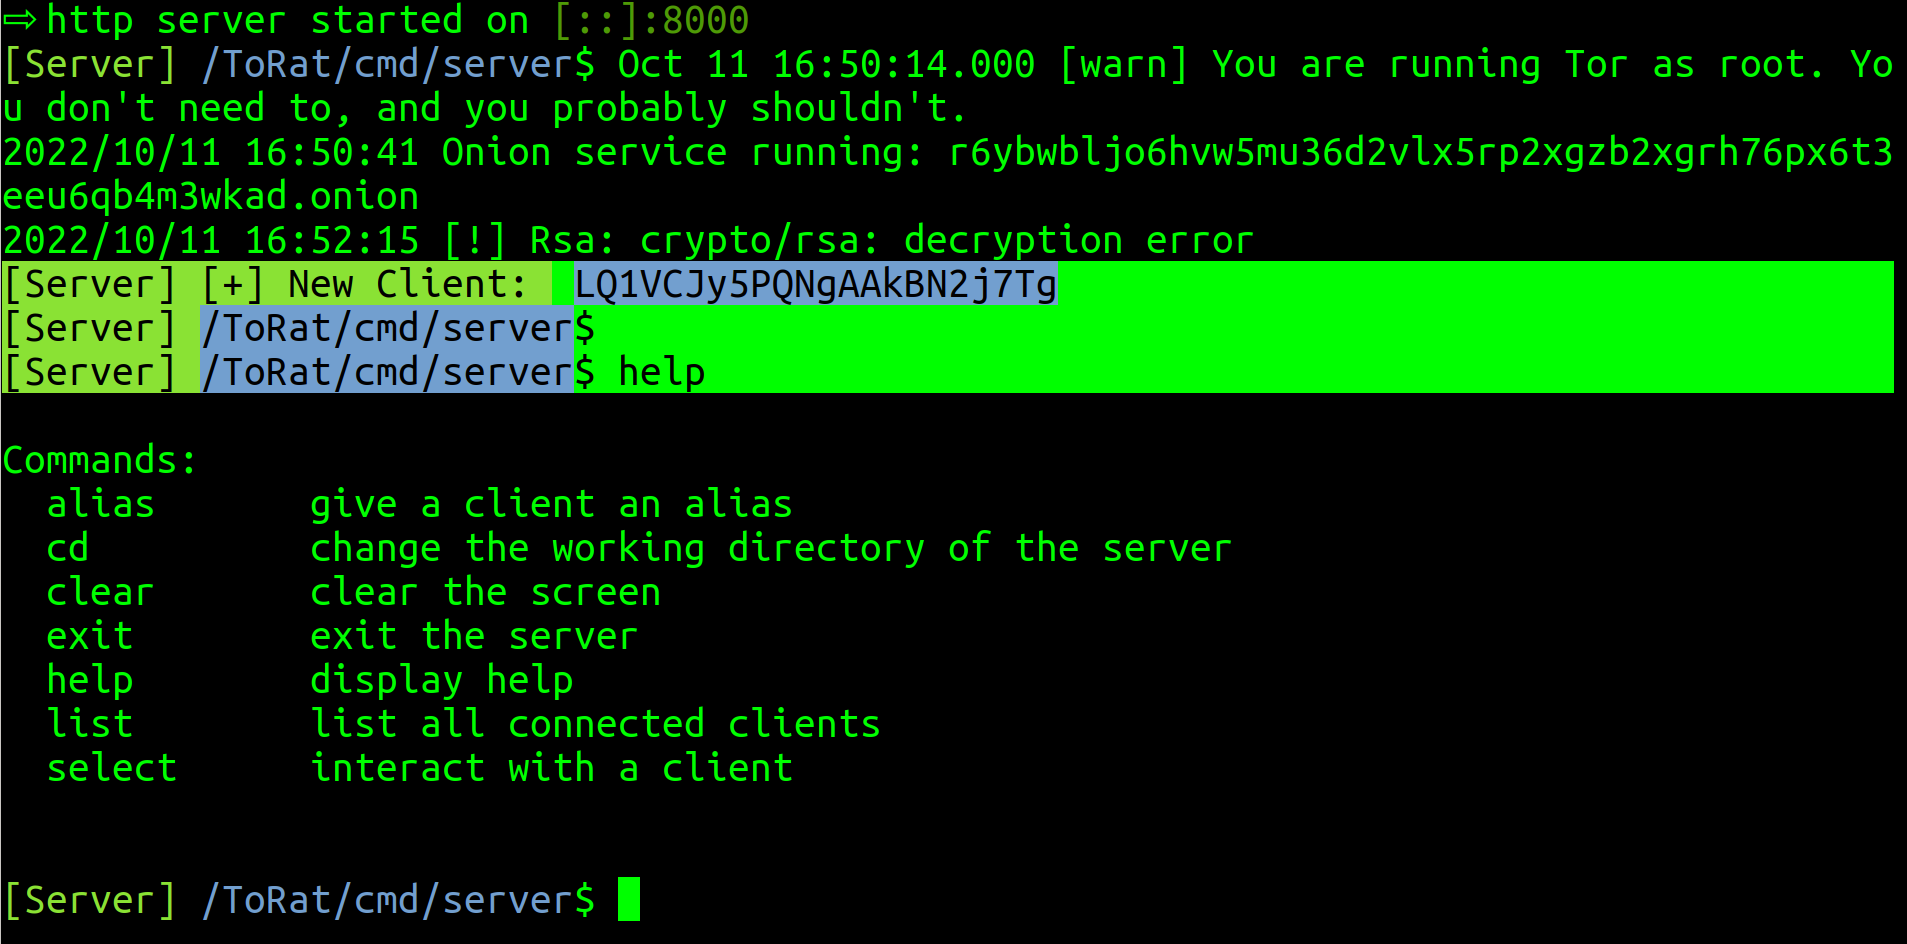 ⇨ http server started on [::]:8000
[Server] /ToRat/cmd/server$ Oct 11 16:50:14.000 [warn] You are running Tor as root. Yo
u don't need to, and you probably shouldn't.
2022/10/11 16:50:41 Onion service running: r6ybwbljo6hvw5mu36d2vlx5rp2xgzb2xgrh76px6t3
eeu6qb4m3wkad.onion
2022/10/11 16:52:15 [!] Rsa: crypto/rsa: decryption error
[Server] [+] New Client:  LQ1VCJy5PQNgAAkBN2j7Tg
[Server] /ToRat/cmd/server$
[Server] /ToRat/cmd/server$ help
Commands:
  alias       give a client an alias
  cd          change the working directory of the server
  clear       clear the screen
  exit        exit the server
  help        display help
  list        list all connected clients
  select      interact with a client
[Server] /ToRat/cmd/server$